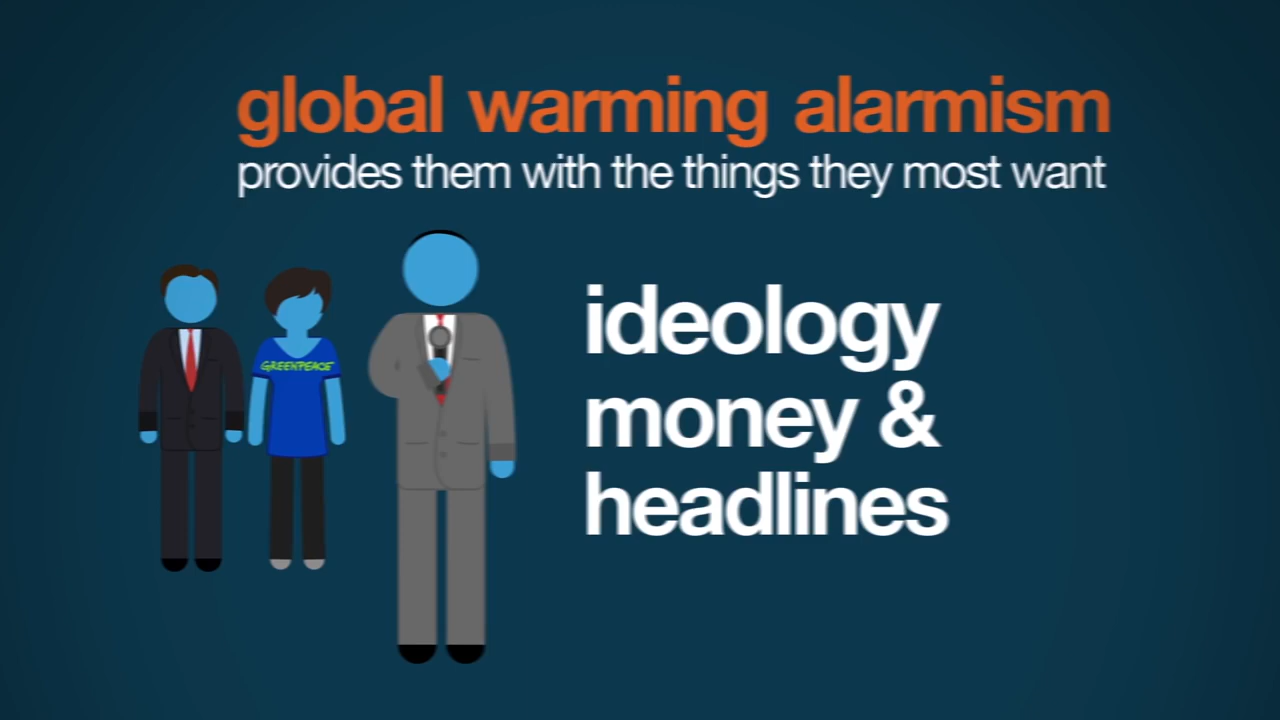 global warming alarmism
provides them with the things they most want
GREENPEACE
ideology
money &
headlines